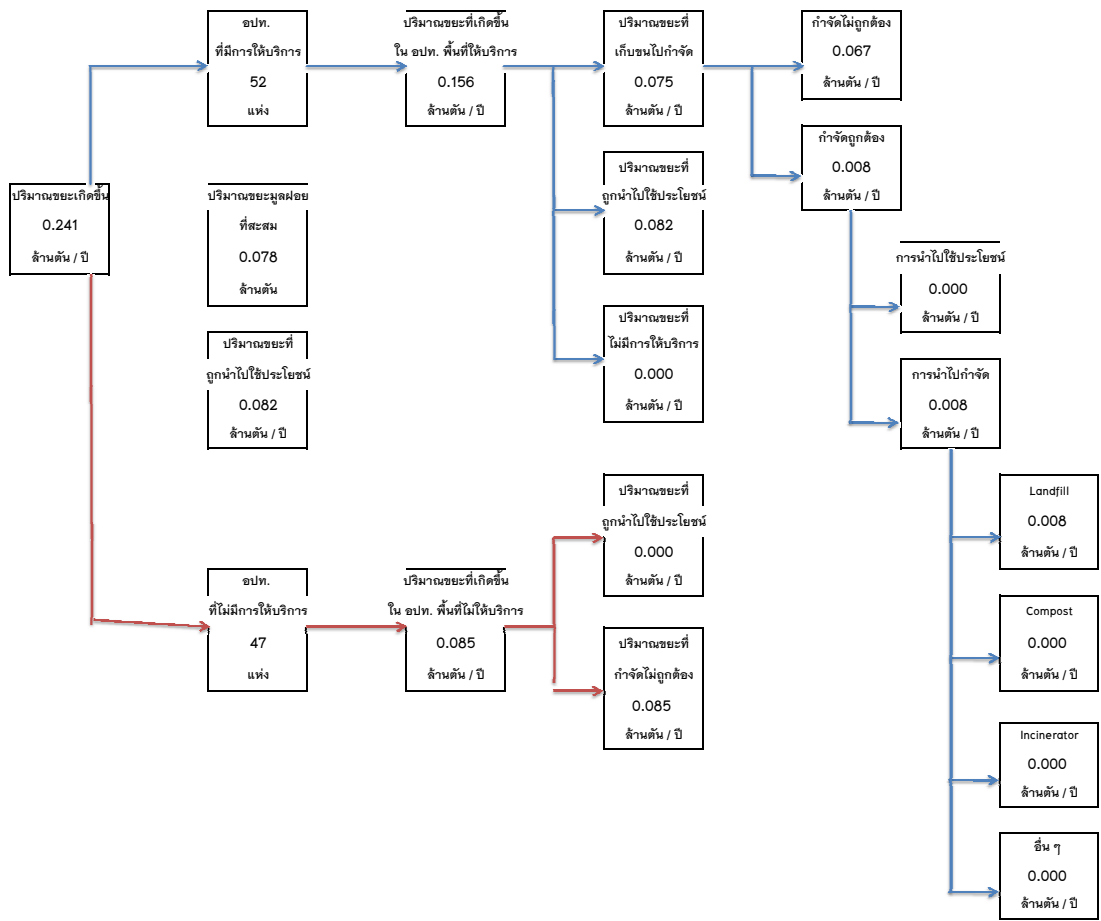 อปท.
ที่มีการให้บริการ
52
แห่ง
ปริมาณขยะที่เกิดขึ้น
ใน อปท. พื้นที่ให้บริการ
0.156
ล้านตัน / ปี
ปริมาณขยะที่
เก็บขนไปกำจัด
0.075
ล้านตัน / ปี
กำจัดไม่ถูกต้อง
0.067
ล้านตัน / ปี
กำจัดถูกต้อง
0.008
ล้านตัน / ปี
ปริมาณขยะเกิดขึ้น
0.241
ล้านตัน / ปี
ปริมาณขยะมูลฝอย
ที่สะสม
0.078
ล้านตัน
ปริมาณขยะที่
ถูกนำไปใช้ประโยชน์
0.082
ล้านตัน / ปี
การนำไปใช้ประโยชน์
0.000
ล้านตัน / ปี
ปริมาณขยะที่
ถูกนำไปใช้ประโยชน์
0.082
ล้านตัน / ปี
ปริมาณขยะที่
ไม่มีการให้บริการ
0.000
ล้านตัน / ปี
การนำไปกำจัด
0.008
ล้านตัน / ปี
ปริมาณขยะที่
ถูกนำไปใช้ประโยชน์
0.000
ล้านตัน / ปี
Landfill
0.008
ล้านตัน / ปี
อปท.
ที่ไม่มีการให้บริการ
47
แห่ง
ปริมาณขยะที่เกิดขึ้น
ใน อปท. พื้นที่ไม่ให้บริการ
0.085
ล้านตัน / ปี
ปริมาณขยะที่
กำจัดไม่ถูกต้อง
0.085
ล้านตัน / ปี
Compost
0.000
ล้านตัน / ปี
Incinerator
0.000
ล้านตัน / ปี
อื่น ๆ
0.000
ล้านตัน / ปี